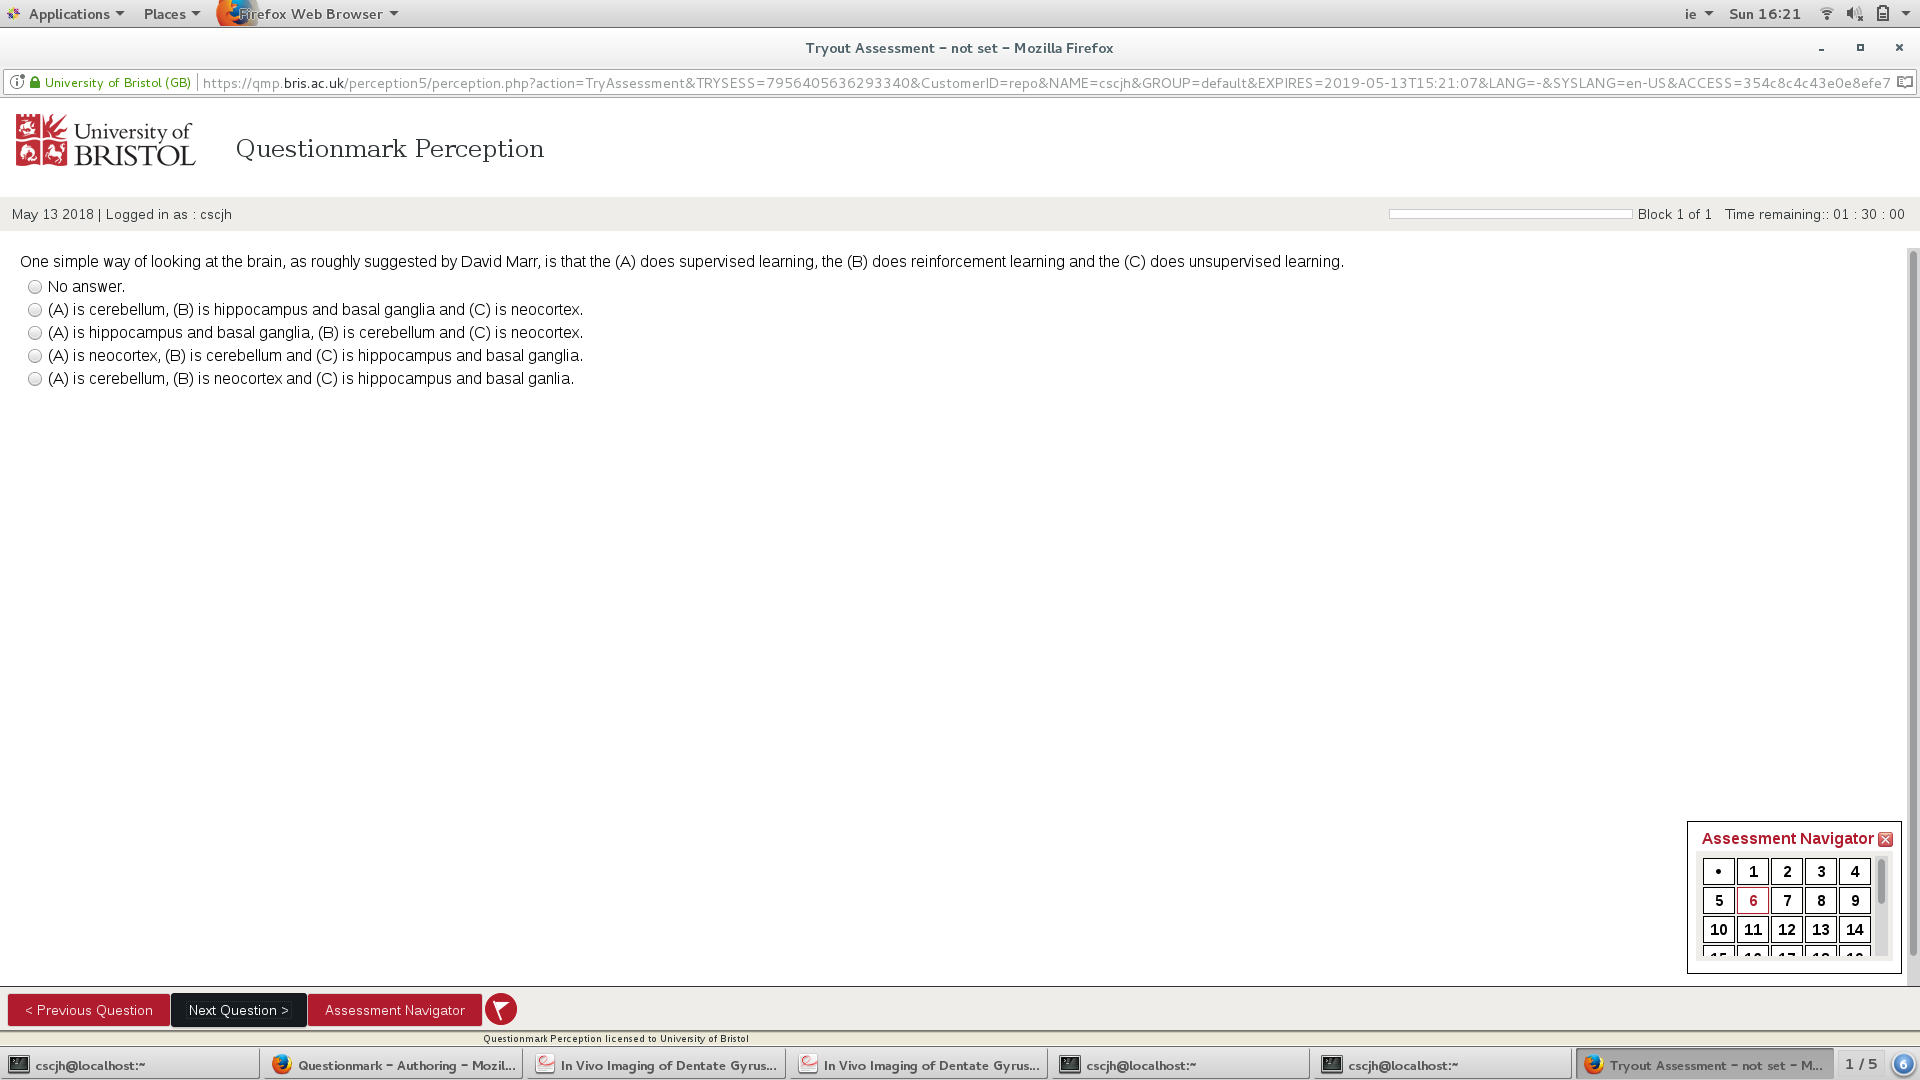 Applications Places Firefox Web Browser ie Sun 16:21
Tryout Assessment - not set - Mozilla Firefox
University of Bristol (GB) https://qmp.bris.ac.uk/perception5/perception.php?action=TryAssessment&TRYSESS=7956405636293340&CustomerID=repo&NAME=cscjh&GROUP=default&EXPIRES=2019-05-13T15:21:07&LANG=-&SYSLANG=en-US&ACCESS=354c8c4c43e0e8efe7
University of
BRISTOL
Questionmark Perception
May 13 2018 | Logged in as : cscjh Block 1 of 1 Time remaining:: 01 : 30 : 00
One simple way of looking at the brain, as roughly suggested by David Marr, is that the (A) does supervised learning, the (B) does reinforcement learning and the (C) does unsupervised learning.
No answer.
(A) is cerebellum, (B) is hippocampus and basal ganglia and (C) is neocortex.
(A) is hippocampus and basal ganglia, (B) is cerebellum and (C) is neocortex.
(A) is neocortex, (B) is cerebellum and (C) is hippocampus and basal ganglia.
(A) is cerebellum, (B) is neocortex and (C) is hippocampus and basal ganlia.
Assessment Navigator
• 1 2 3 4
5 6 7 8 9
10 11 12 13 14
< Previous Question Next Question > Assessment Navigator
Questionmark Perception licensed to University of Bristol
cscjh@localhost:~ Questionmark - Authoring - Mozil... In Vivo Imaging of Dentate Gyrus... In Vivo Imaging of Dentate Gyrus... cscjh@localhost:~ cscjh@localhost:~ Tryout Assessment - not set - M... 1 / 5 6